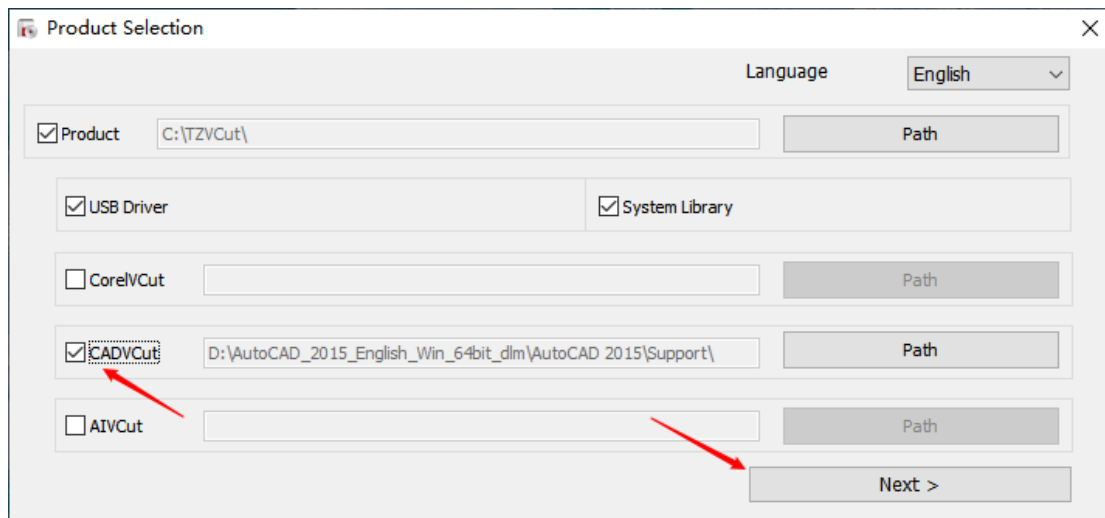 Product Selection
Language English
Product C:\TZVCut\ Path
USB Driver System Library
CorelVCut Path
CADVCut D:\AutoCAD_2015_English_Win_64bit_dlm\AutoCAD 2015\Support\ Path
AIVCut Path
Next >